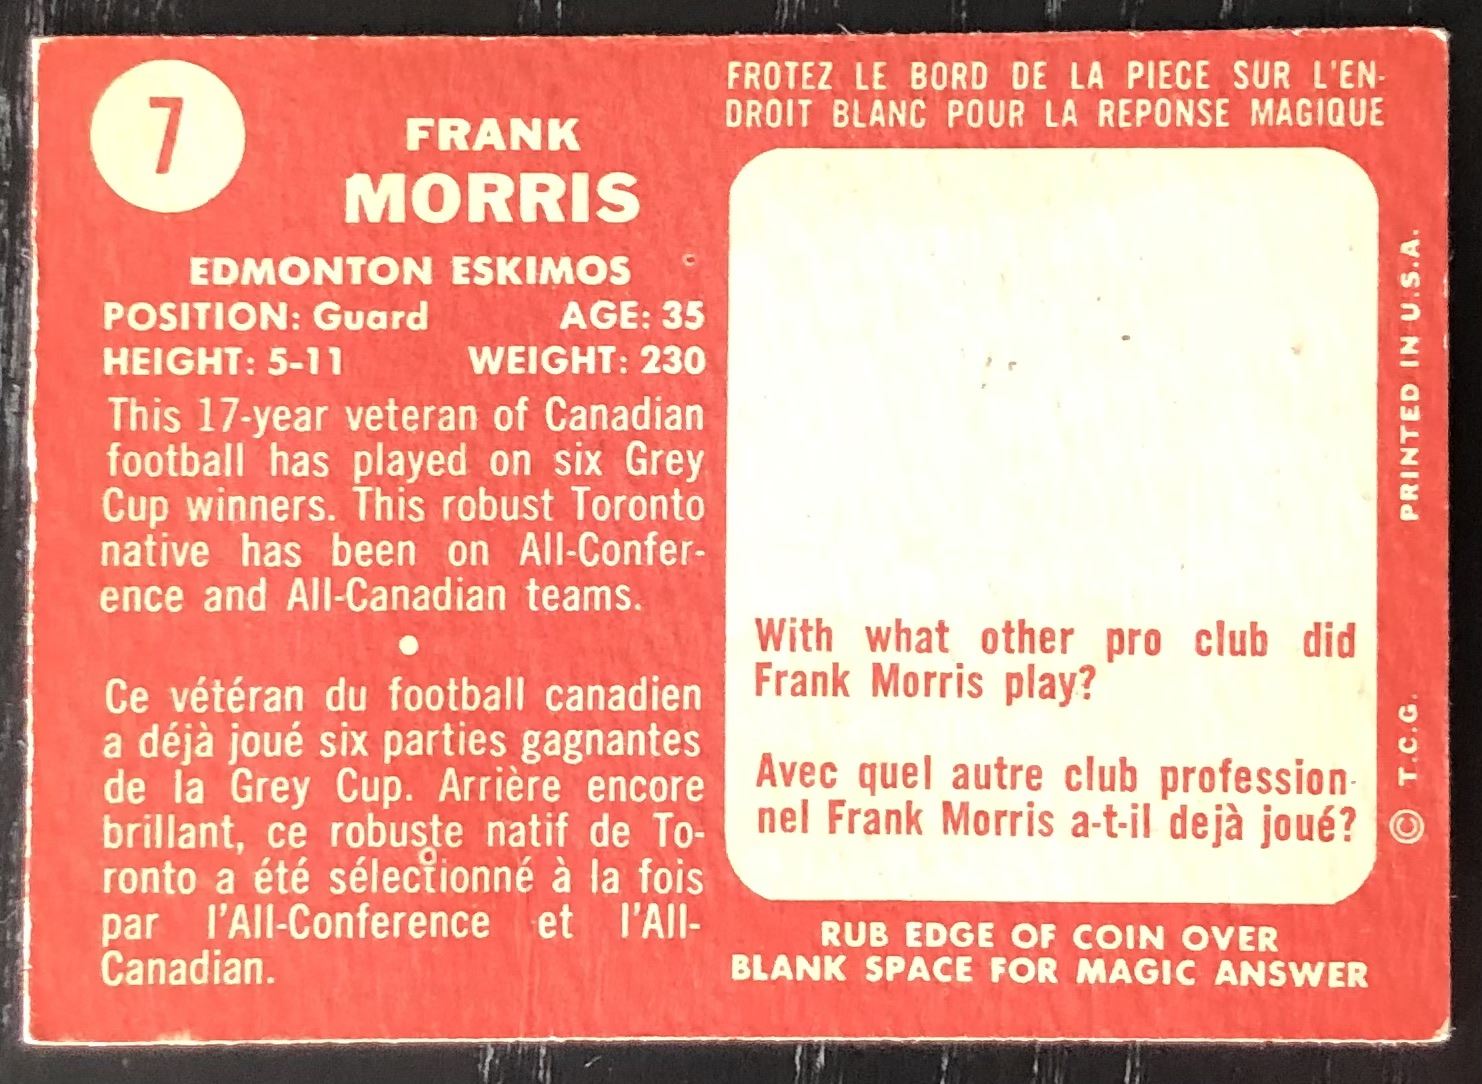 7
FRANK
MORRIS
EDMONTON ESKIMOS
POSITION: Guard AGE: 35
HEIGHT: 5-11 WEIGHT: 230
This 17-year veteran of Canadian
football has played on six Grey
Cup winners. This robust Toronto
native has been on All-Confer-
ence and All-Canadian teams.
Ce vétéran du football canadien
a déjà joué six parties gagnantes
de la Grey Cup. Arrière encore
brillant, ce robuste natif de To-
ronto a été sélectionné à la fois
par l'All-Conference et l'All-
Canadian.
FROTEZ LE BORD DE LA PIECE SUR L'EN-
DROIT BLANC POUR LA REPONSE MAGIQUE
With what other pro club did
Frank Morris play?
Avec quel autre club profession-
nel Frank Morris a-t-il dejà joué?
RUB EDGE OF COIN OVER
BLANK SPACE FOR MAGIC ANSWER
© T.C.G. PRINTED IN U.S.A.